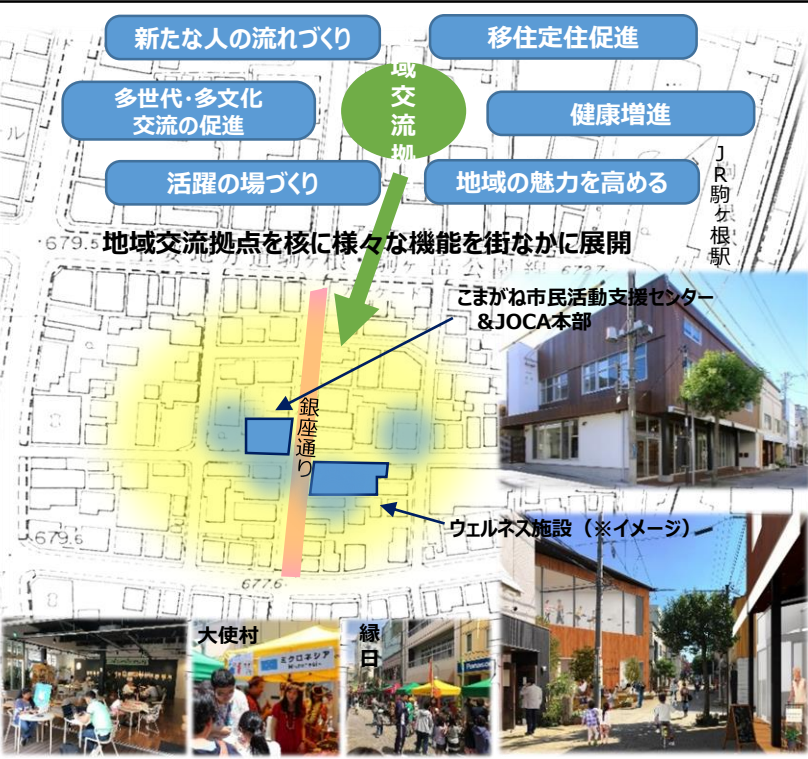 新たな人の流れづくり
移住定住促進
域交流拠
多世代・多文化
交流の促進
健康増進
活躍の場づくり
地域の魅力を高める
JR駒ヶ根駅
679.5
地域交流拠点を核に様々な機能を街なかに展開
こまがね市民活動支援センター
&JOCA本部
銀座通り
ウェルネス施設（※イメージ）
679.6
677.6
大使村
ミクロネシア
縁日
Panasonic